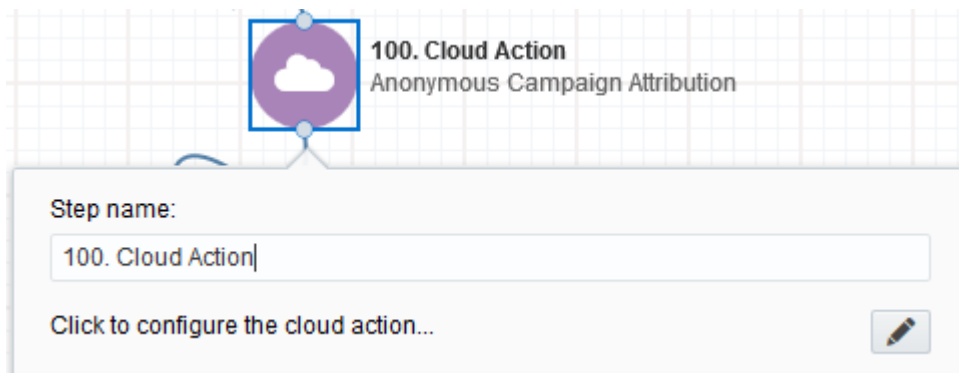 100. Cloud Action
Anonymous Campaign Attribution
Step name:
100. Cloud Action
Click to configure the cloud action...